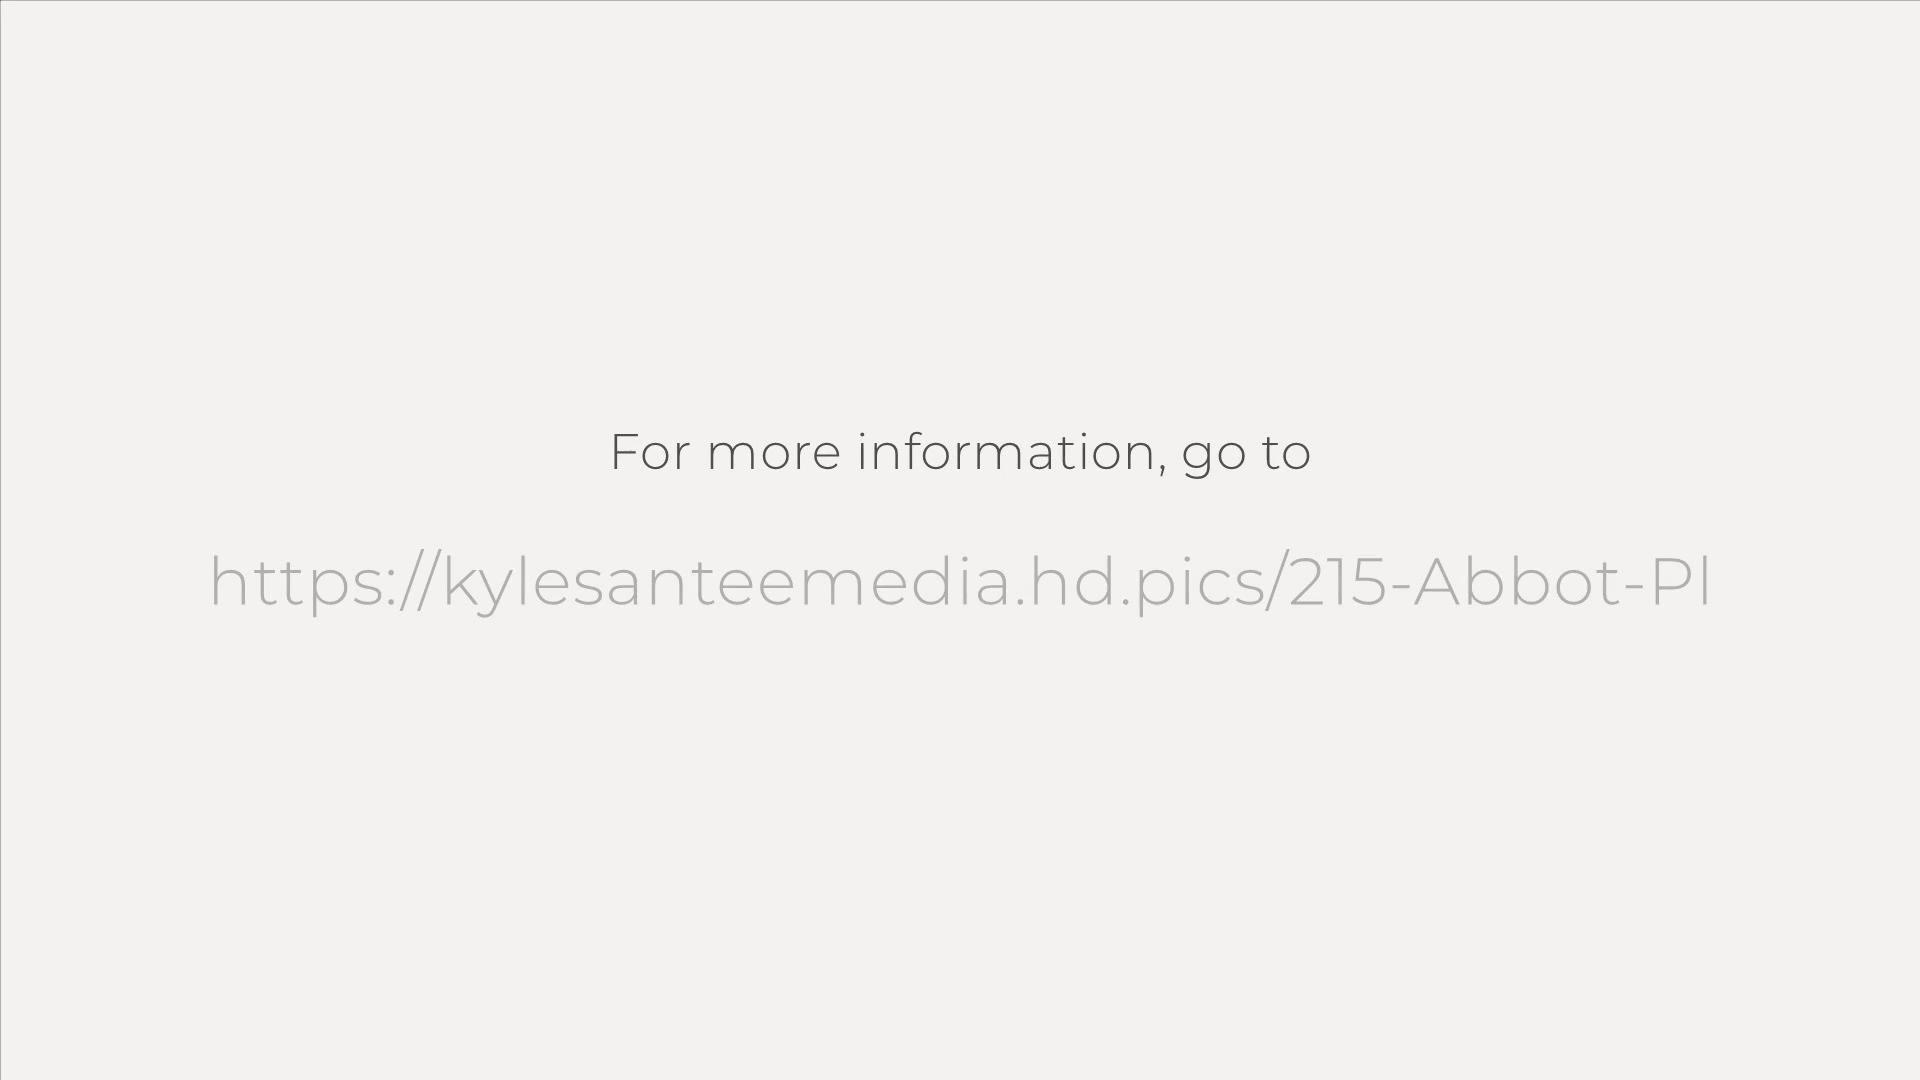 For more information, go to
https://kylesanteemedia.hd.pics/215-Abbot-Pl